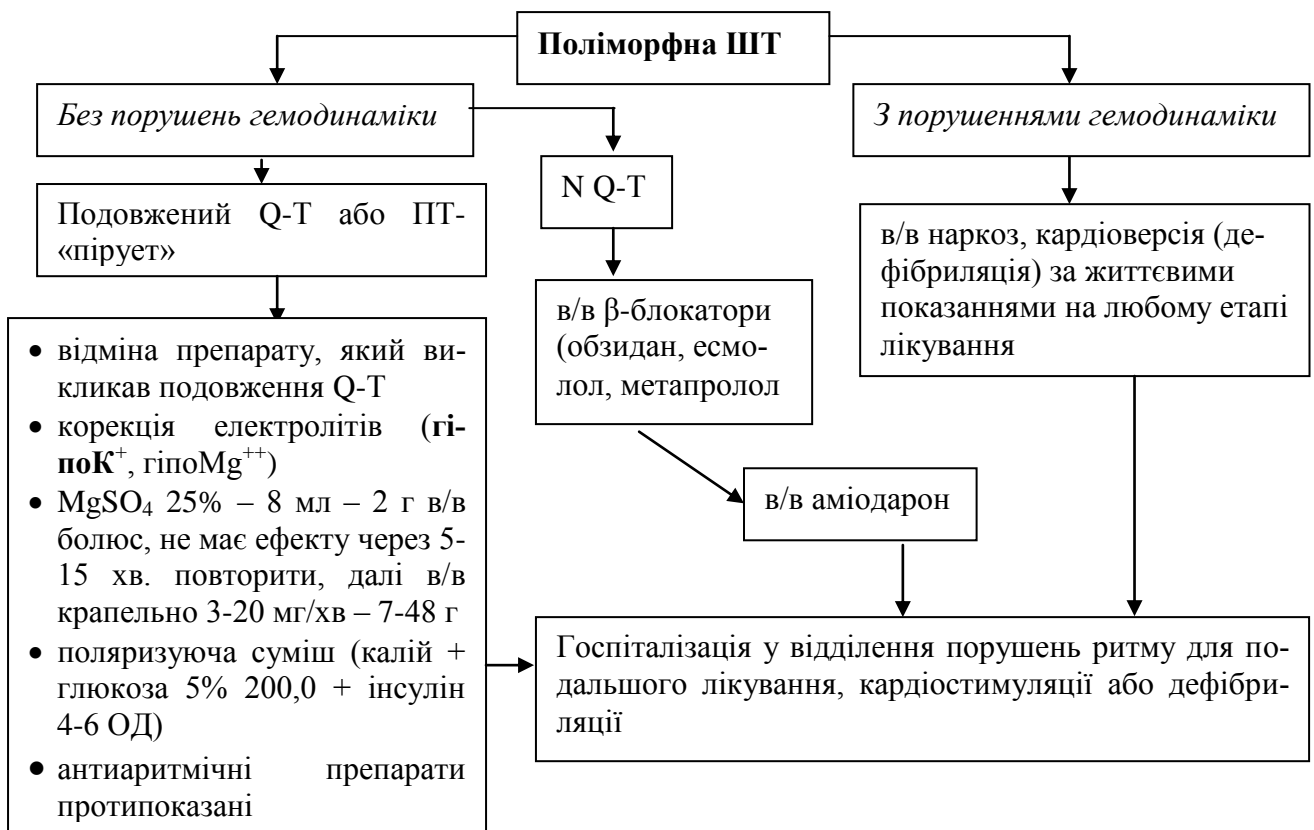 Поліморфна ШТ
Без порушень гемодинаміки
З порушеннями гемодинаміки
N Q-T
Подовжений Q-T або ПТ-
«пірует»
в/в наркоз, кардіоверсія (де-
фібриляція) за життєвими
показаннями на любому етапі
лікування
в/в β-блокатори
(обзидан, есмо-
лол, метапролол
• відміна препарату, який ви-
кликав подовження Q-T
• корекція електролітів (гі-
поК⁺, гіпоMg⁺⁺)
• MgSO₄ 25% – 8 мл – 2 г в/в
болюс, не має ефекту через 5-
15 хв. повторити, далі в/в
крапельно 3-20 мг/хв – 7-48 г
• поляризуюча суміш (калій +
глюкоза 5% 200,0 + інсулін
4-6 ОД)
• антиаритмічні препарати
протипоказані
в/в аміодарон
Госпіталізація у відділення порушень ритму для по-
дальшого лікування, кардіостимуляції або дефібри-
ляції